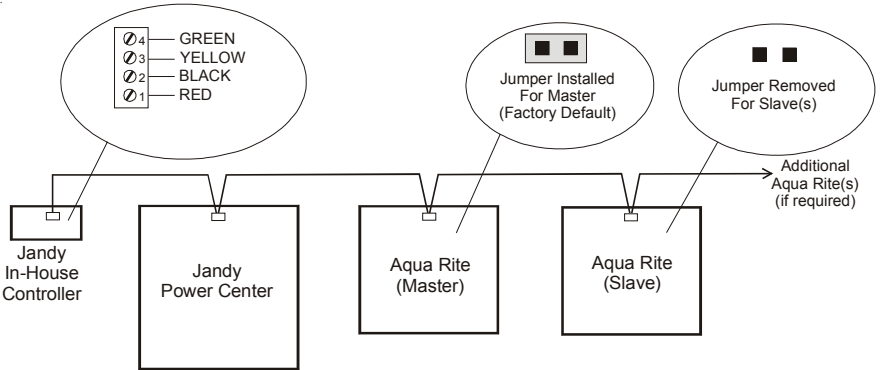 4 GREEN
3 YELLOW
2 BLACK
1 RED
Jumper Installed
For Master
(Factory Default)
Jumper Removed
For Slave(s)
Additional
Aqua Rite(s)
(if required)
Jandy
In-House
Controller
Jandy
Power Center
Aqua Rite
(Master)
Aqua Rite
(Slave)